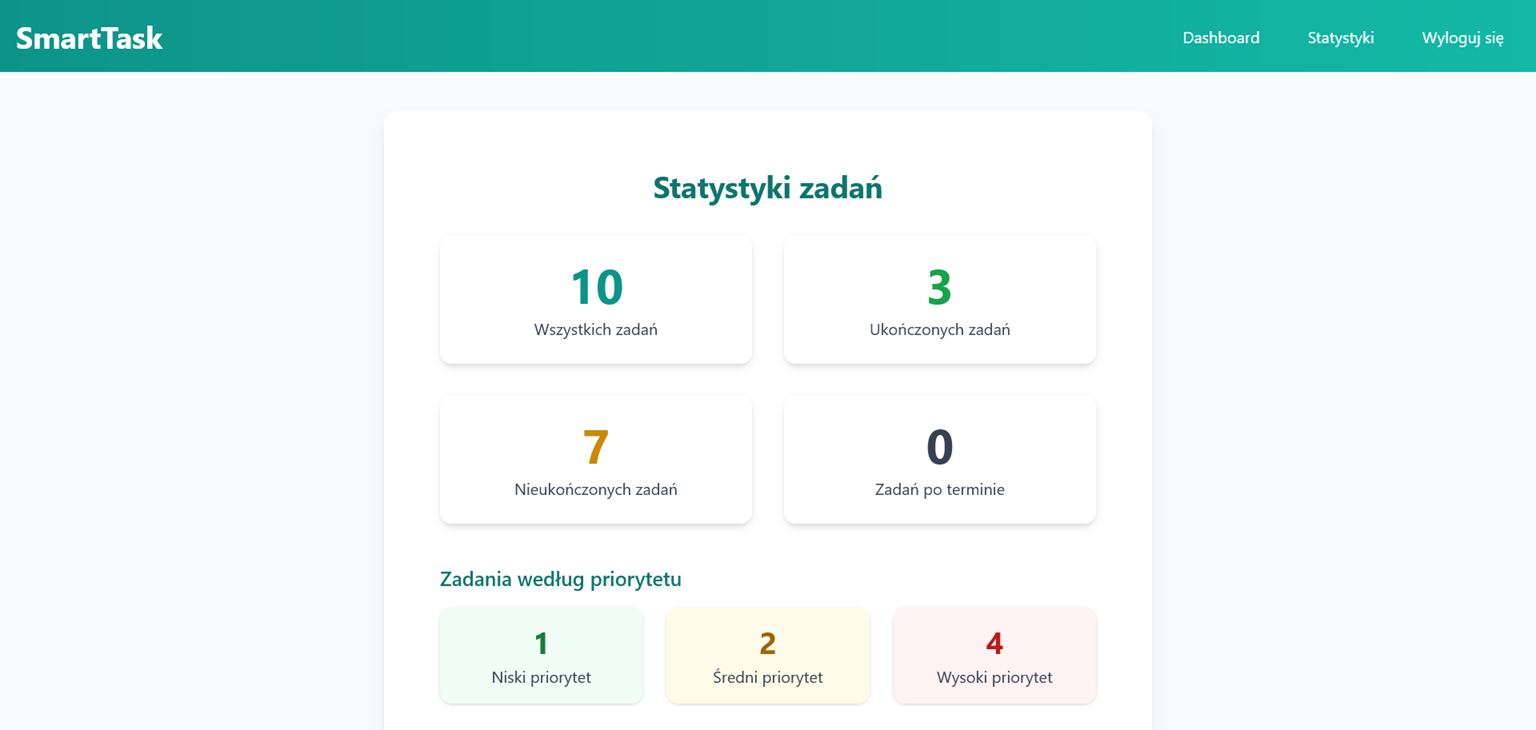 SmartTask
Dashboard Statystyki Wyloguj się
Statystyki zadań
10
Wszystkich zadań
3
Ukończonych zadań
7
Nieukończonych zadań
0
Zadań po terminie
Zadania według priorytetu
1
Niski priorytet
2
Średni priorytet
4
Wysoki priorytet